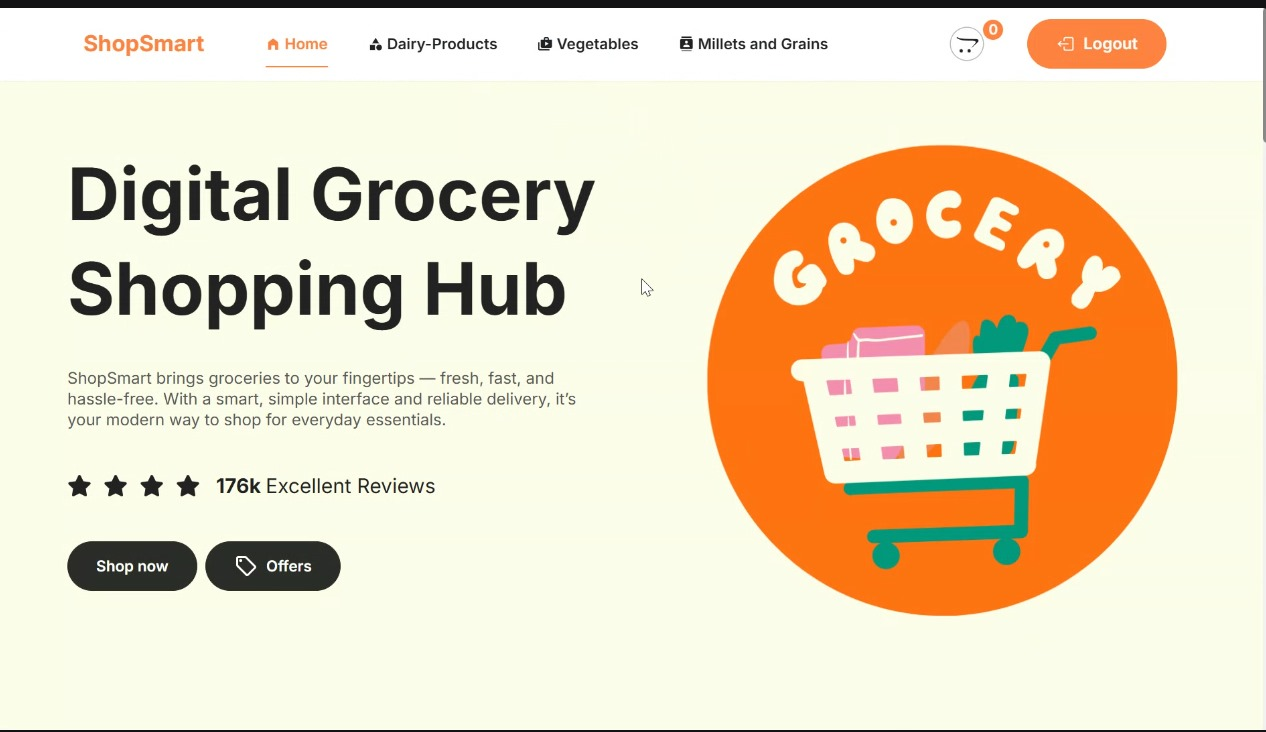 ShopSmart
Home
Dairy-Products
Vegetables
Millets and Grains
0
Logout
Digital Grocery
Shopping Hub
ShopSmart brings groceries to your fingertips — fresh, fast, and
hassle-free. With a smart, simple interface and reliable delivery, it's
your modern way to shop for everyday essentials.
176k Excellent Reviews
Shop now
Offers
GROCERY